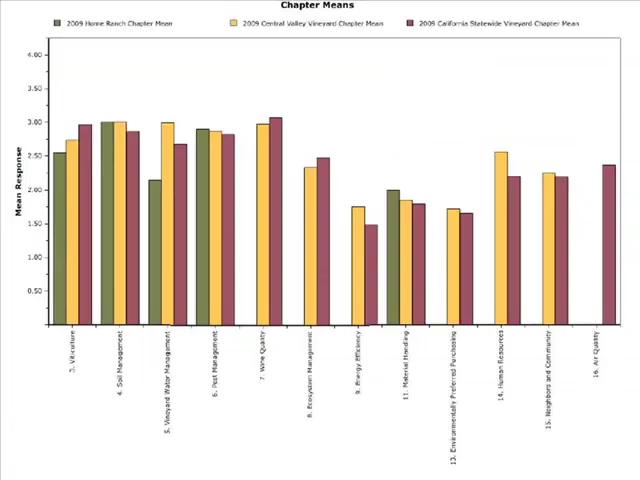 Chapter Means
2009 Home Ranch Chapter Mean
2009 Central Valley Vineyard Chapter Mean
2009 California Statewide Vineyard Chapter Mean
Mean Response
4.00
3.50
3.00
2.50
2.00
1.50
1.00
0.50
3. Viticulture
4. Soil Management
5. Vineyard Water Management
6. Pest Management
7. Wine Quality
8. Ecosystem Management
9. Energy Efficiency
11. Material Handling
13. Environmentally Preferred Purchasing
14. Human Resources
15. Neighbors and Community
16. Air Quality